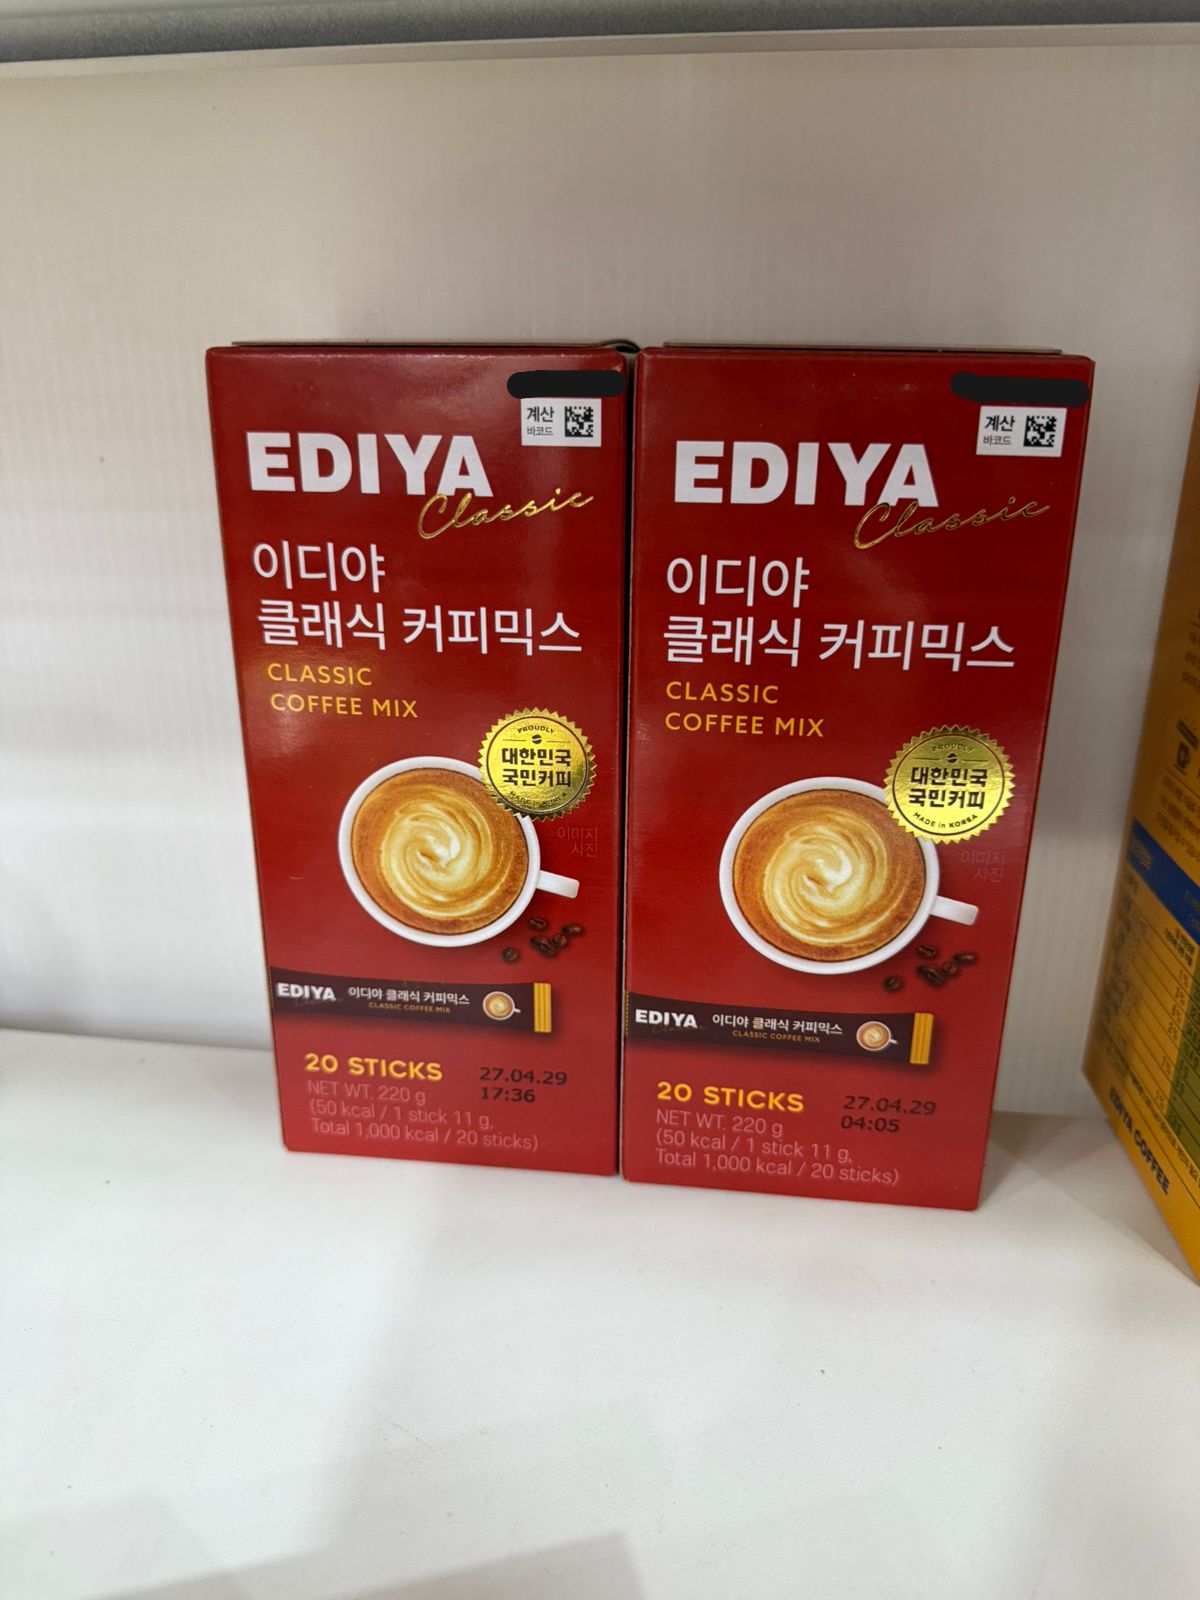 계산
바코드
EDIYA
Classic
이디야
클래식 커피믹스
CLASSIC
COFFEE MIX
PROUDLY
대한민국
국민커피
MADE in KOREA
이미지
사진
EDIYA 이디야 클래식 커피믹스
CLASSIC COFFEE MIX
20 STICKS
27.04.29
17:36
NET WT. 220 g
(50 kcal / 1 stick 11 g,
Total 1,000 kcal / 20 sticks)
계산
바코드
EDIYA
Classic
이디야
클래식 커피믹스
CLASSIC
COFFEE MIX
PROUDLY
대한민국
국민커피
MADE in KOREA
이미지
사진
EDIYA 이디야 클래식 커피믹스
CLASSIC COFFEE MIX
20 STICKS
27.04.29
04:05
NET WT. 220 g
(50 kcal / 1 stick 11 g,
Total 1,000 kcal / 20 sticks)
EDIYA COFFEE